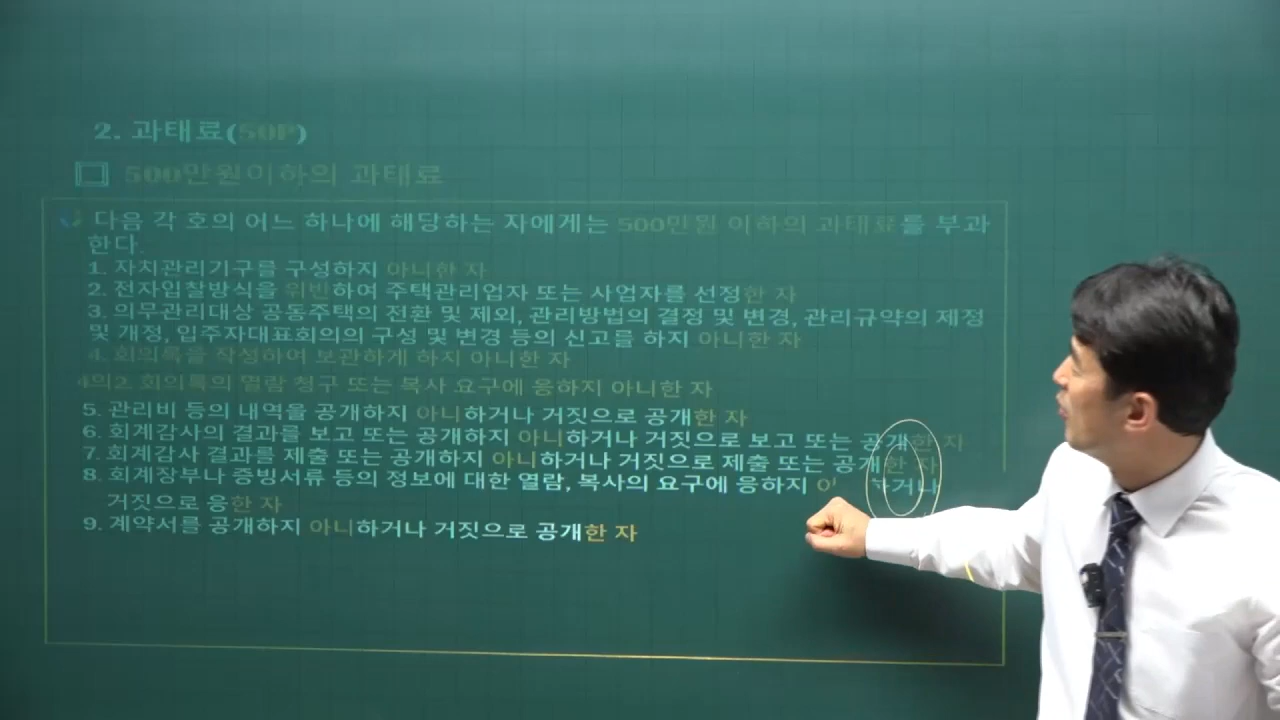 2. 과태료(50P)
500만원이하의 과태료
다음 각 호의 어느 하나에 해당하는 자에게는 500만원 이하의 과태료를 부과
한다.
1. 자치관리기구를 구성하지 아니한 자
2. 전자입찰방식을 위반하여 주택관리업자 또는 사업자를 선정한 자
3. 의무관리대상 공동주택의 전환 및 제외, 관리방법의 결정 및 변경, 관리규약의 제정
및 개정, 입주자대표회의의 구성 및 변경 등의 신고를 하지 아니한 자
4. 회의록을 작성하여 보관하게 하지 아니한 자
4의2. 회의록의 열람 청구 또는 복사 요구에 응하지 아니한 자
5. 관리비 등의 내역을 공개하지 아니하거나 거짓으로 공개한 자
6. 회계감사의 결과를 보고 또는 공개하지 아니하거나 거짓으로 보고 또는 공개한 자
7. 회계감사 결과를 제출 또는 공개하지 아니하거나 거짓으로 제출 또는 공개한 자
8. 회계장부나 증빙서류 등의 정보에 대한 열람, 복사의 요구에 응하지 하거나
거짓으로 응한 자
9. 계약서를 공개하지 아니하거나 거짓으로 공개한 자